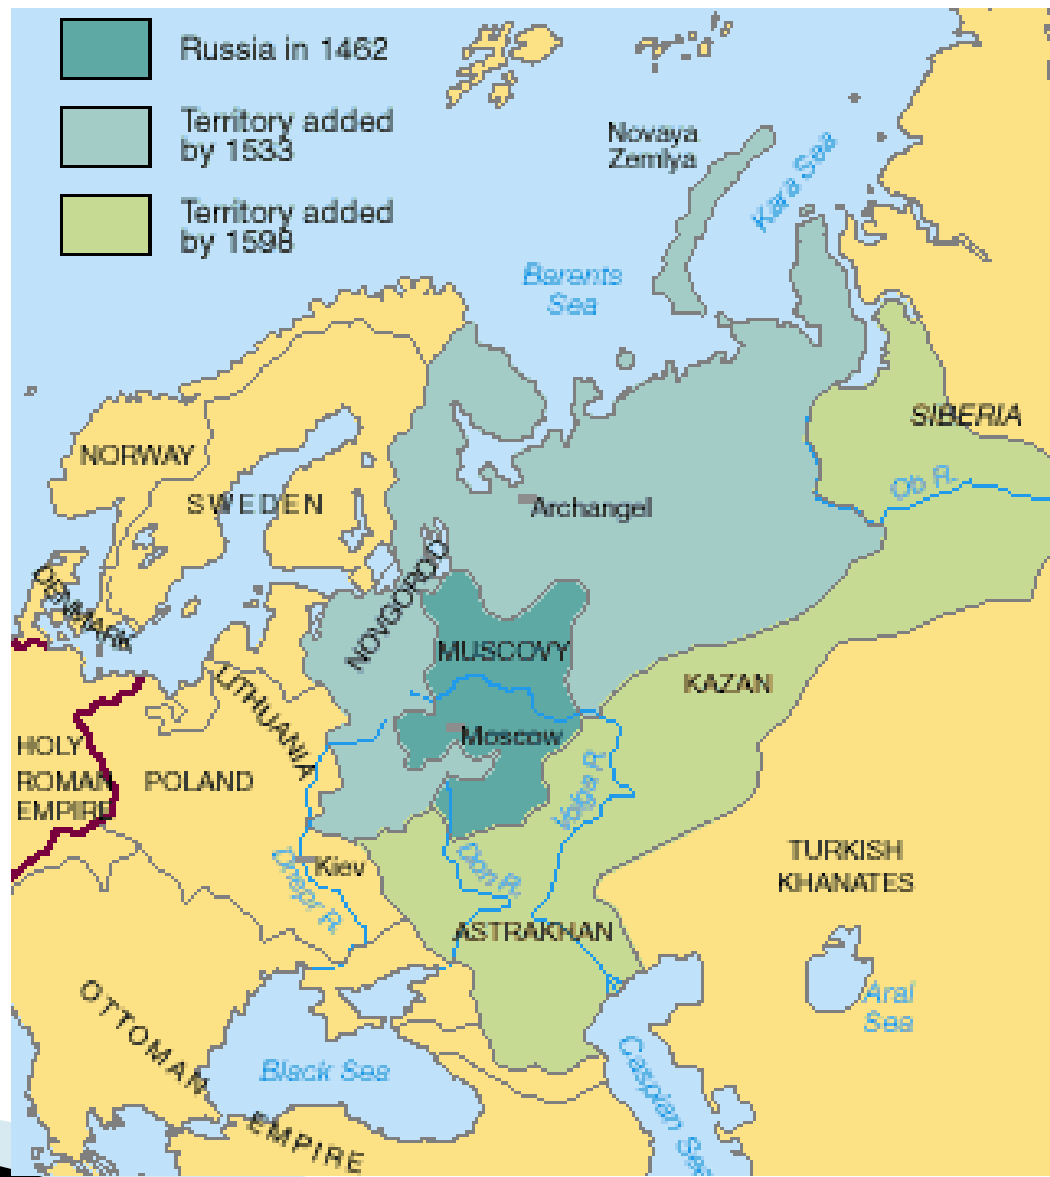 Russia in 1462
Territory added
by 1533
Territory added
by 1598
Novaya
Zemlya
Kara Sea
Barents
Sea
SIBERIA
NORWAY
SWEDEN
Ob R.
Archangel
DENMARK
NOVGOROD
MUSCOVY
LITHUANIA
KAZAN
Moscow
HOLY
ROMAN
EMPIRE
POLAND
Volga R.
TURKISH
KHANATES
Kiev
Dnepr R.
Don R.
ASTRAKHAN
OTTOMAN
EMPIRE
Aral
Sea
Black Sea
Caspian Sea